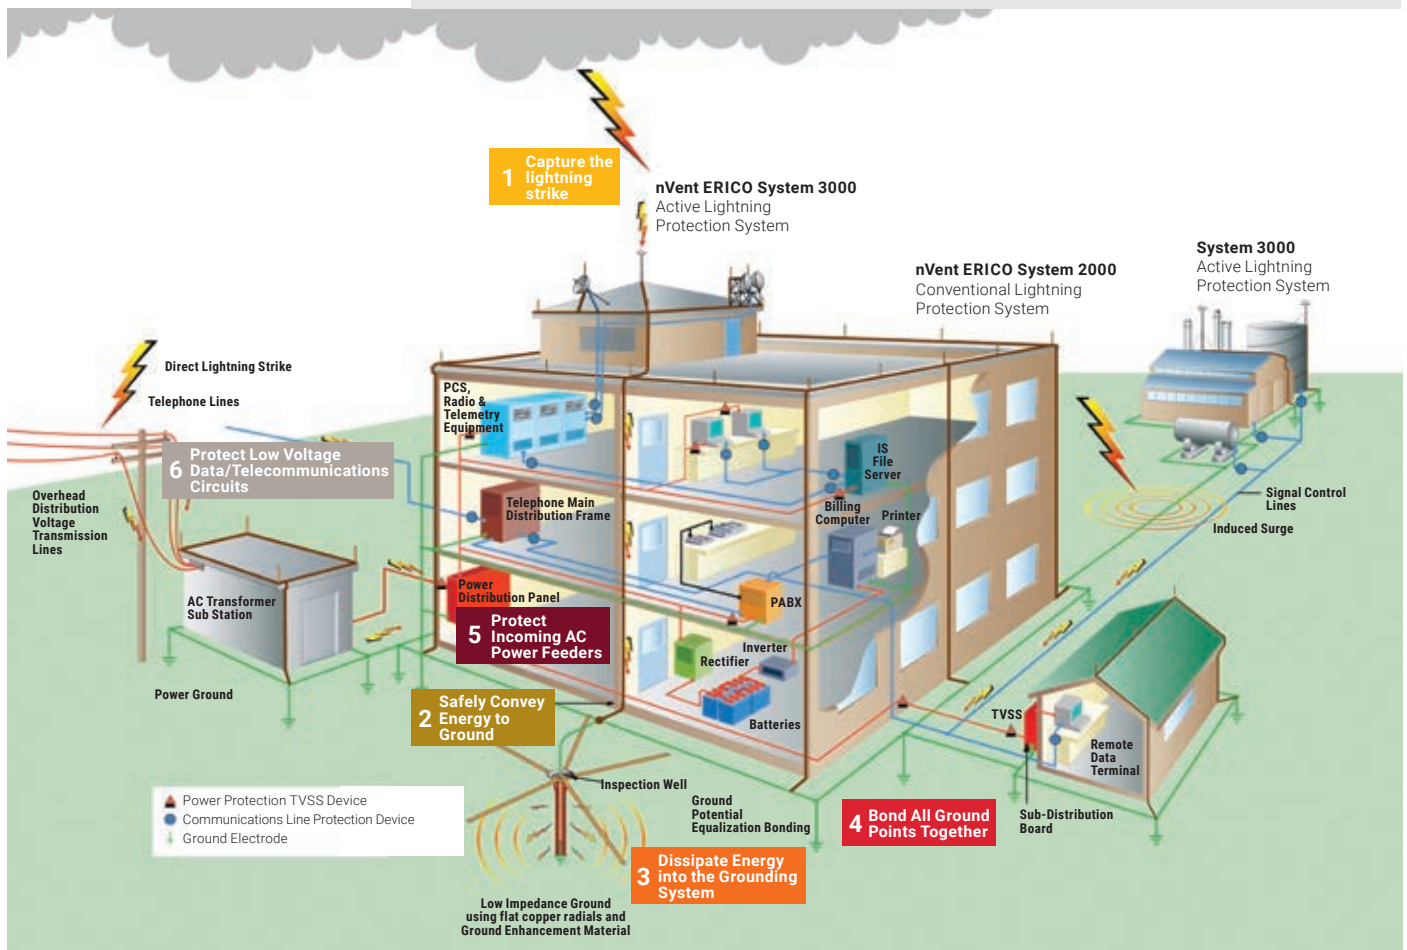 1
Capture the
lightning
strike
nVent ERICO System 3000
Active Lightning
Protection System
nVent ERICO System 2000
Conventional Lightning
Protection System
System 3000
Active Lightning
Protection System
Direct Lightning Strike
Telephone Lines
6
Protect Low Voltage
Data/Telecommunications
Circuits
Overhead
Distribution
Voltage
Transmission
Lines
AC Transformer
Sub Station
Power Ground
PCS,
Radio &
Telemetry
Equipment
Telephone Main
Distribution Frame
Power
Distribution Panel
5
Protect
Incoming AC
Power Feeders
2
Safely Convey
Energy to
Ground
IS
File
Server
Billing
Computer
Printer
PABX
Inverter
Rectifier
Batteries
Signal Control
Lines
Induced Surge
TVSS
Remote
Data
Terminal
Sub-Distribution
Board
Inspection Well
Ground
Potential
Equalization Bonding
4
Bond All Ground
Points Together
3
Dissipate Energy
into the Grounding
System
Low Impedance Ground
using flat copper radials and
Ground Enhancement Material
Power Protection TVSS Device
Communications Line Protection Device
Ground Electrode